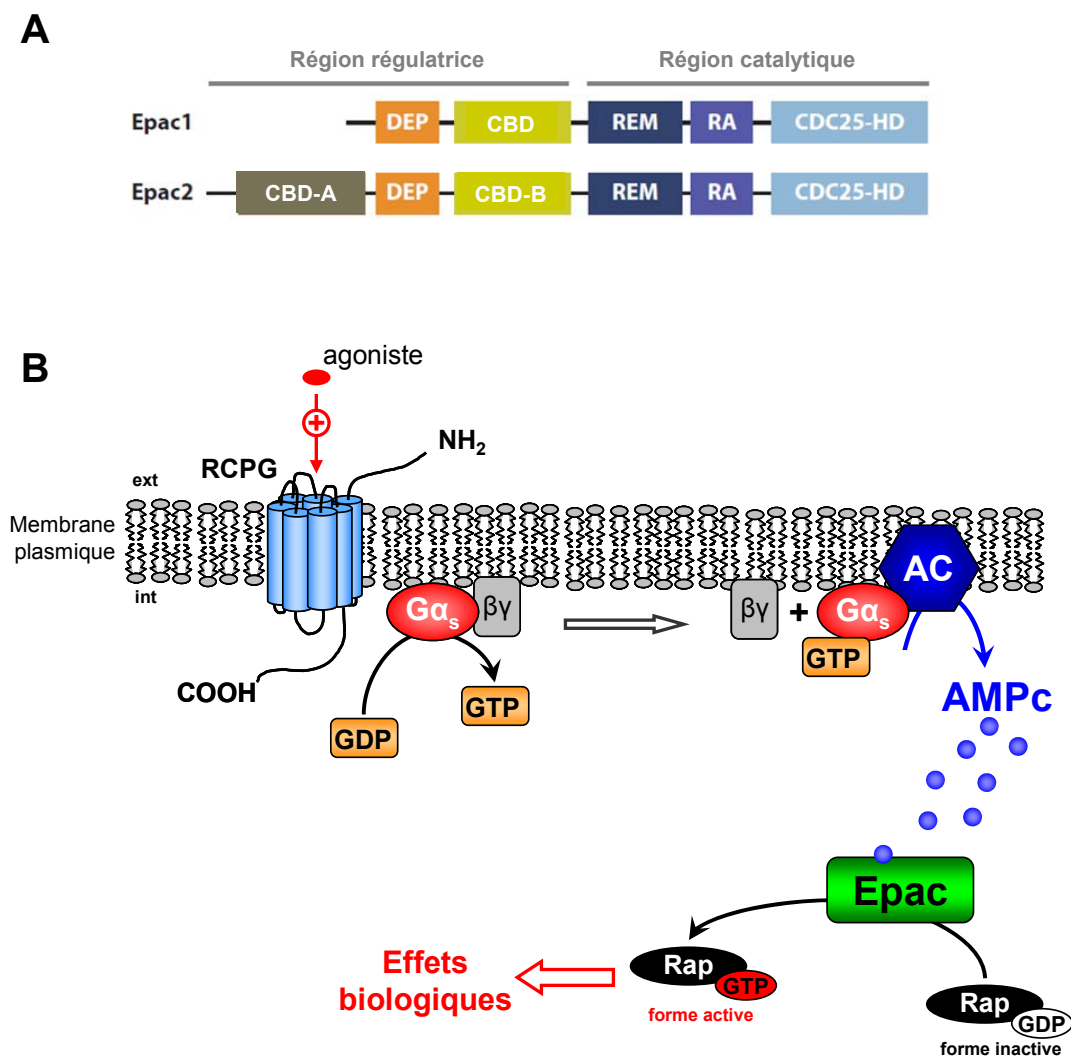 A
Région régulatrice
Région catalytique
Epac1
DEP
CBD
REM
RA
CDC25-HD
Epac2
CBD-A
DEP
CBD-B
REM
RA
CDC25-HD
B
agoniste
+
NH₂
RCPG
ext
Membrane
plasmique
int
AC
Gαs
βγ
βγ
+
Gαs
GTP
COOH
GTP
GDP
AMPc
Epac
Effets
biologiques
Rap
GTP
forme active
Rap
GDP
forme inactive